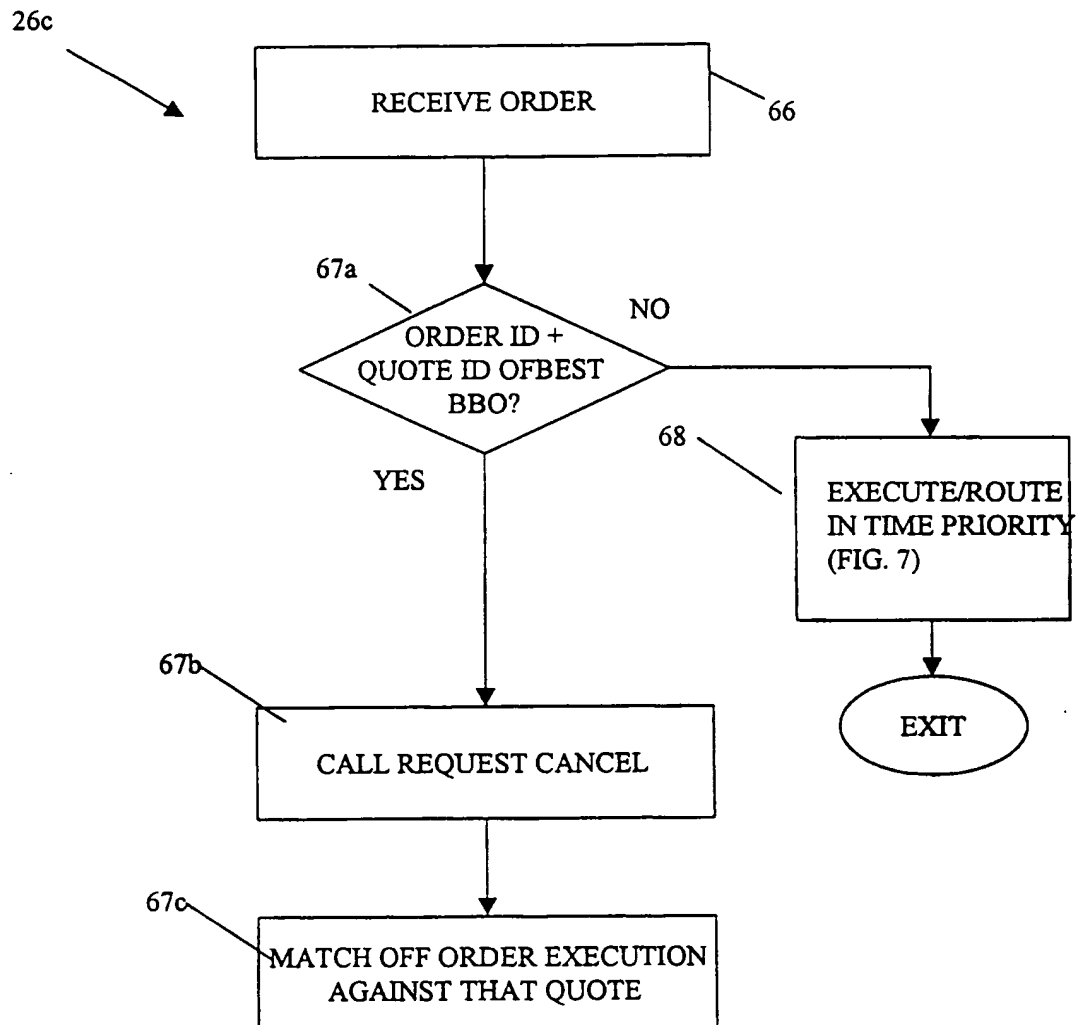 26c
RECEIVE ORDER
66
67a
ORDER ID +
QUOTE ID OFBEST
BBO?
NO
YES
68
EXECUTE/ROUTE
IN TIME PRIORITY
(FIG. 7)
EXIT
67b
CALL REQUEST CANCEL
67c
MATCH OFF ORDER EXECUTION
AGAINST THAT QUOTE